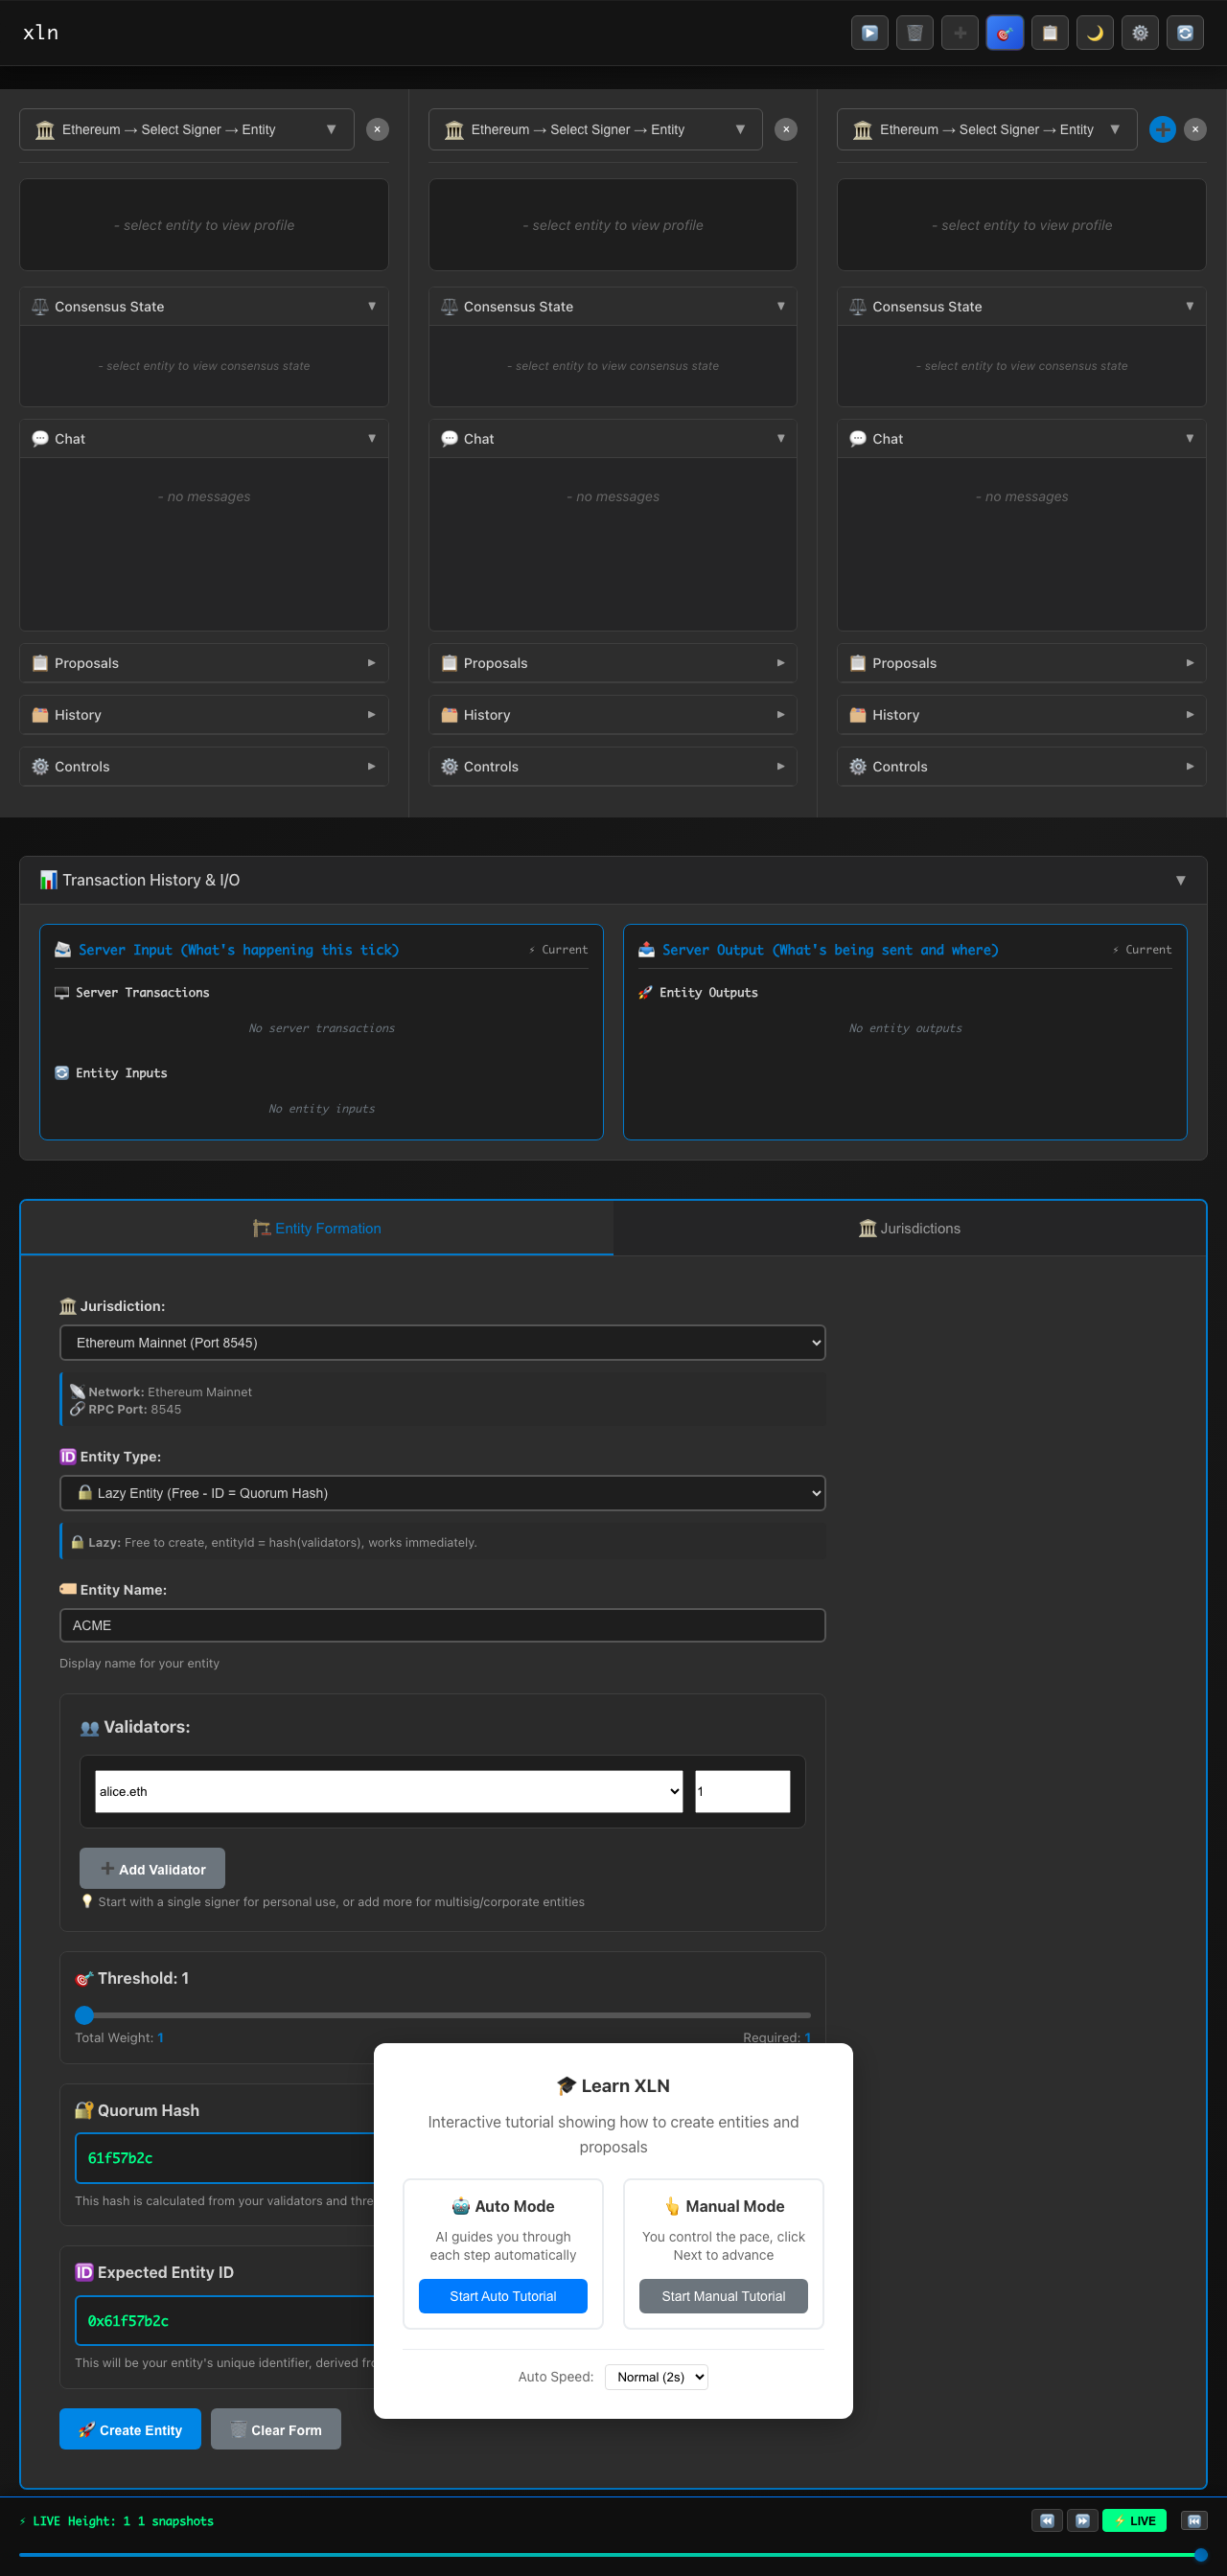 xln
Ethereum → Select Signer → Entity ▼ ×
Ethereum → Select Signer → Entity ▼ ×
Ethereum → Select Signer → Entity ▼ ×
- select entity to view profile
- select entity to view profile
- select entity to view profile
Consensus State
Consensus State
Consensus State
- select entity to view consensus state
- select entity to view consensus state
- select entity to view consensus state
Chat
Chat
Chat
- no messages
- no messages
- no messages
Proposals
Proposals
Proposals
History
History
History
Controls
Controls
Controls
Transaction History & I/O
Server Input (What's happening this tick) ⚡ Current
Server Transactions
No server transactions
Entity Inputs
No entity inputs
Server Output (What's being sent and where) ⚡ Current
Entity Outputs
No entity outputs
Entity Formation
Jurisdictions
Jurisdiction:
Ethereum Mainnet (Port 8545)
Network: Ethereum Mainnet
RPC Port: 8545
🆔 Entity Type:
Lazy Entity (Free - ID = Quorum Hash)
Lazy: Free to create, entityId = hash(validators), works immediately.
Entity Name:
ACME
Display name for your entity
Validators:
alice.eth
1
Add Validator
Start with a single signer for personal use, or add more for multisig/corporate entities
Threshold: 1
Total Weight: 1
Required: 1
Quorum Hash
61f57b2c
This hash is calculated from your validators and thre
🆔 Expected Entity ID
0x61f57b2c
This will be your entity's unique identifier, derived fr
Create Entity
Clear Form
Learn XLN
Interactive tutorial showing how to create entities and
proposals
Auto Mode
AI guides you through
each step automatically
Start Auto Tutorial
Manual Mode
You control the pace, click
Next to advance
Start Manual Tutorial
Auto Speed: Normal (2s)
⚡ LIVE Height: 1 1 snapshots
⚡ LIVE